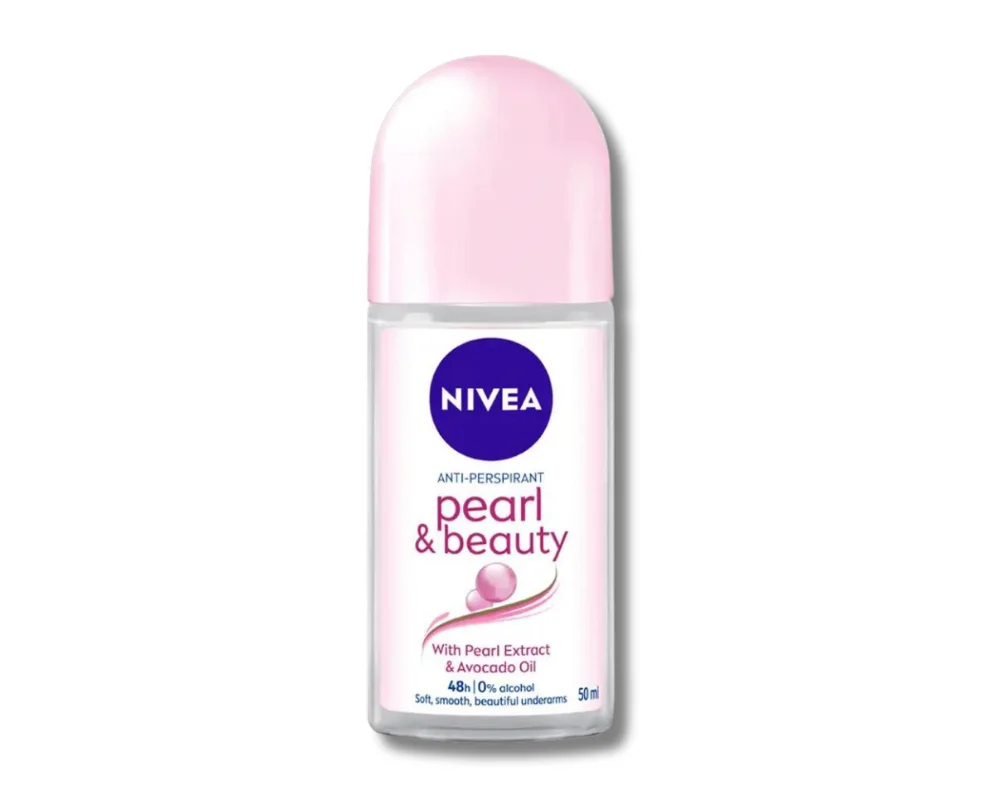 NIVEA
ANTI-PERSPIRANT
pearl
& beauty
With Pearl Extract
& Avocado Oil
48h | 0% alcohol
Soft, smooth, beautiful underarms
50 ml